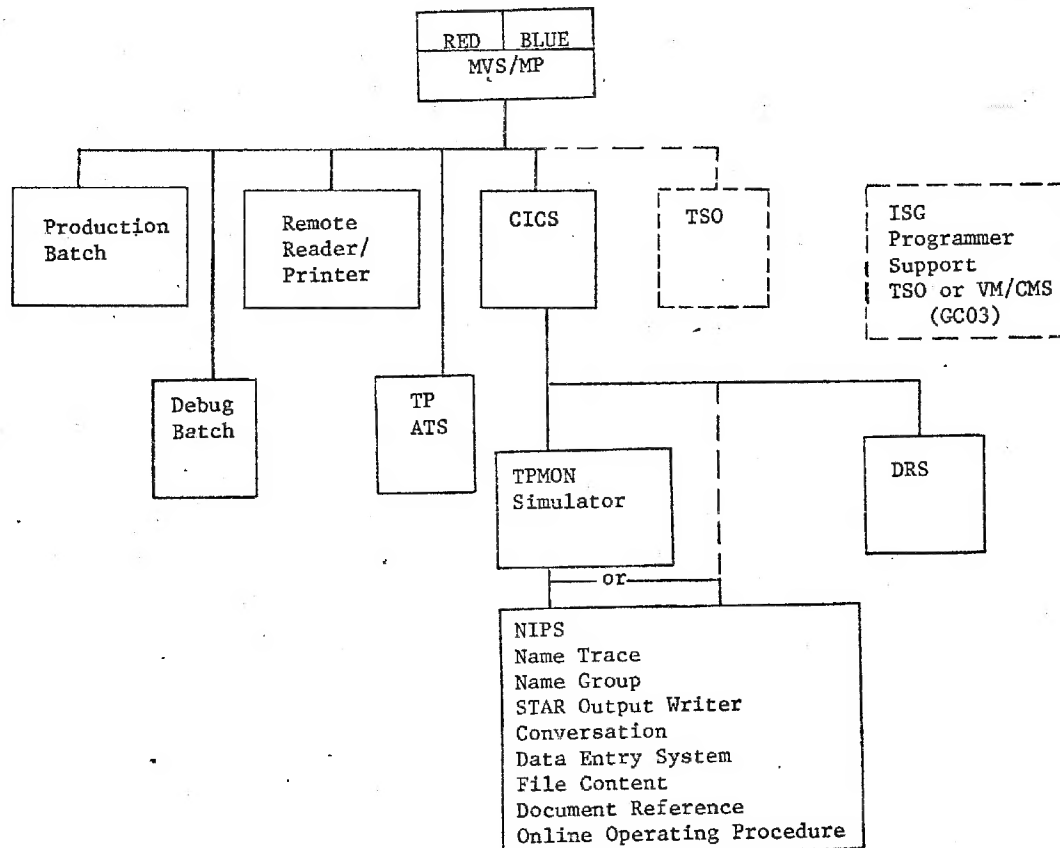 RED BLUE
MVS/MP
Production
Batch
Remote
Reader/
Printer
CICS
TSO
ISG
Programmer
Support
TSO or VM/CMS
(GC03)
Debug
Batch
TP
ATS
TPMON
Simulator
DRS
or
NIPS
Name Trace
Name Group
STAR Output Writer
Conversation
Data Entry System
File Content
Document Reference
Online Operating Procedure